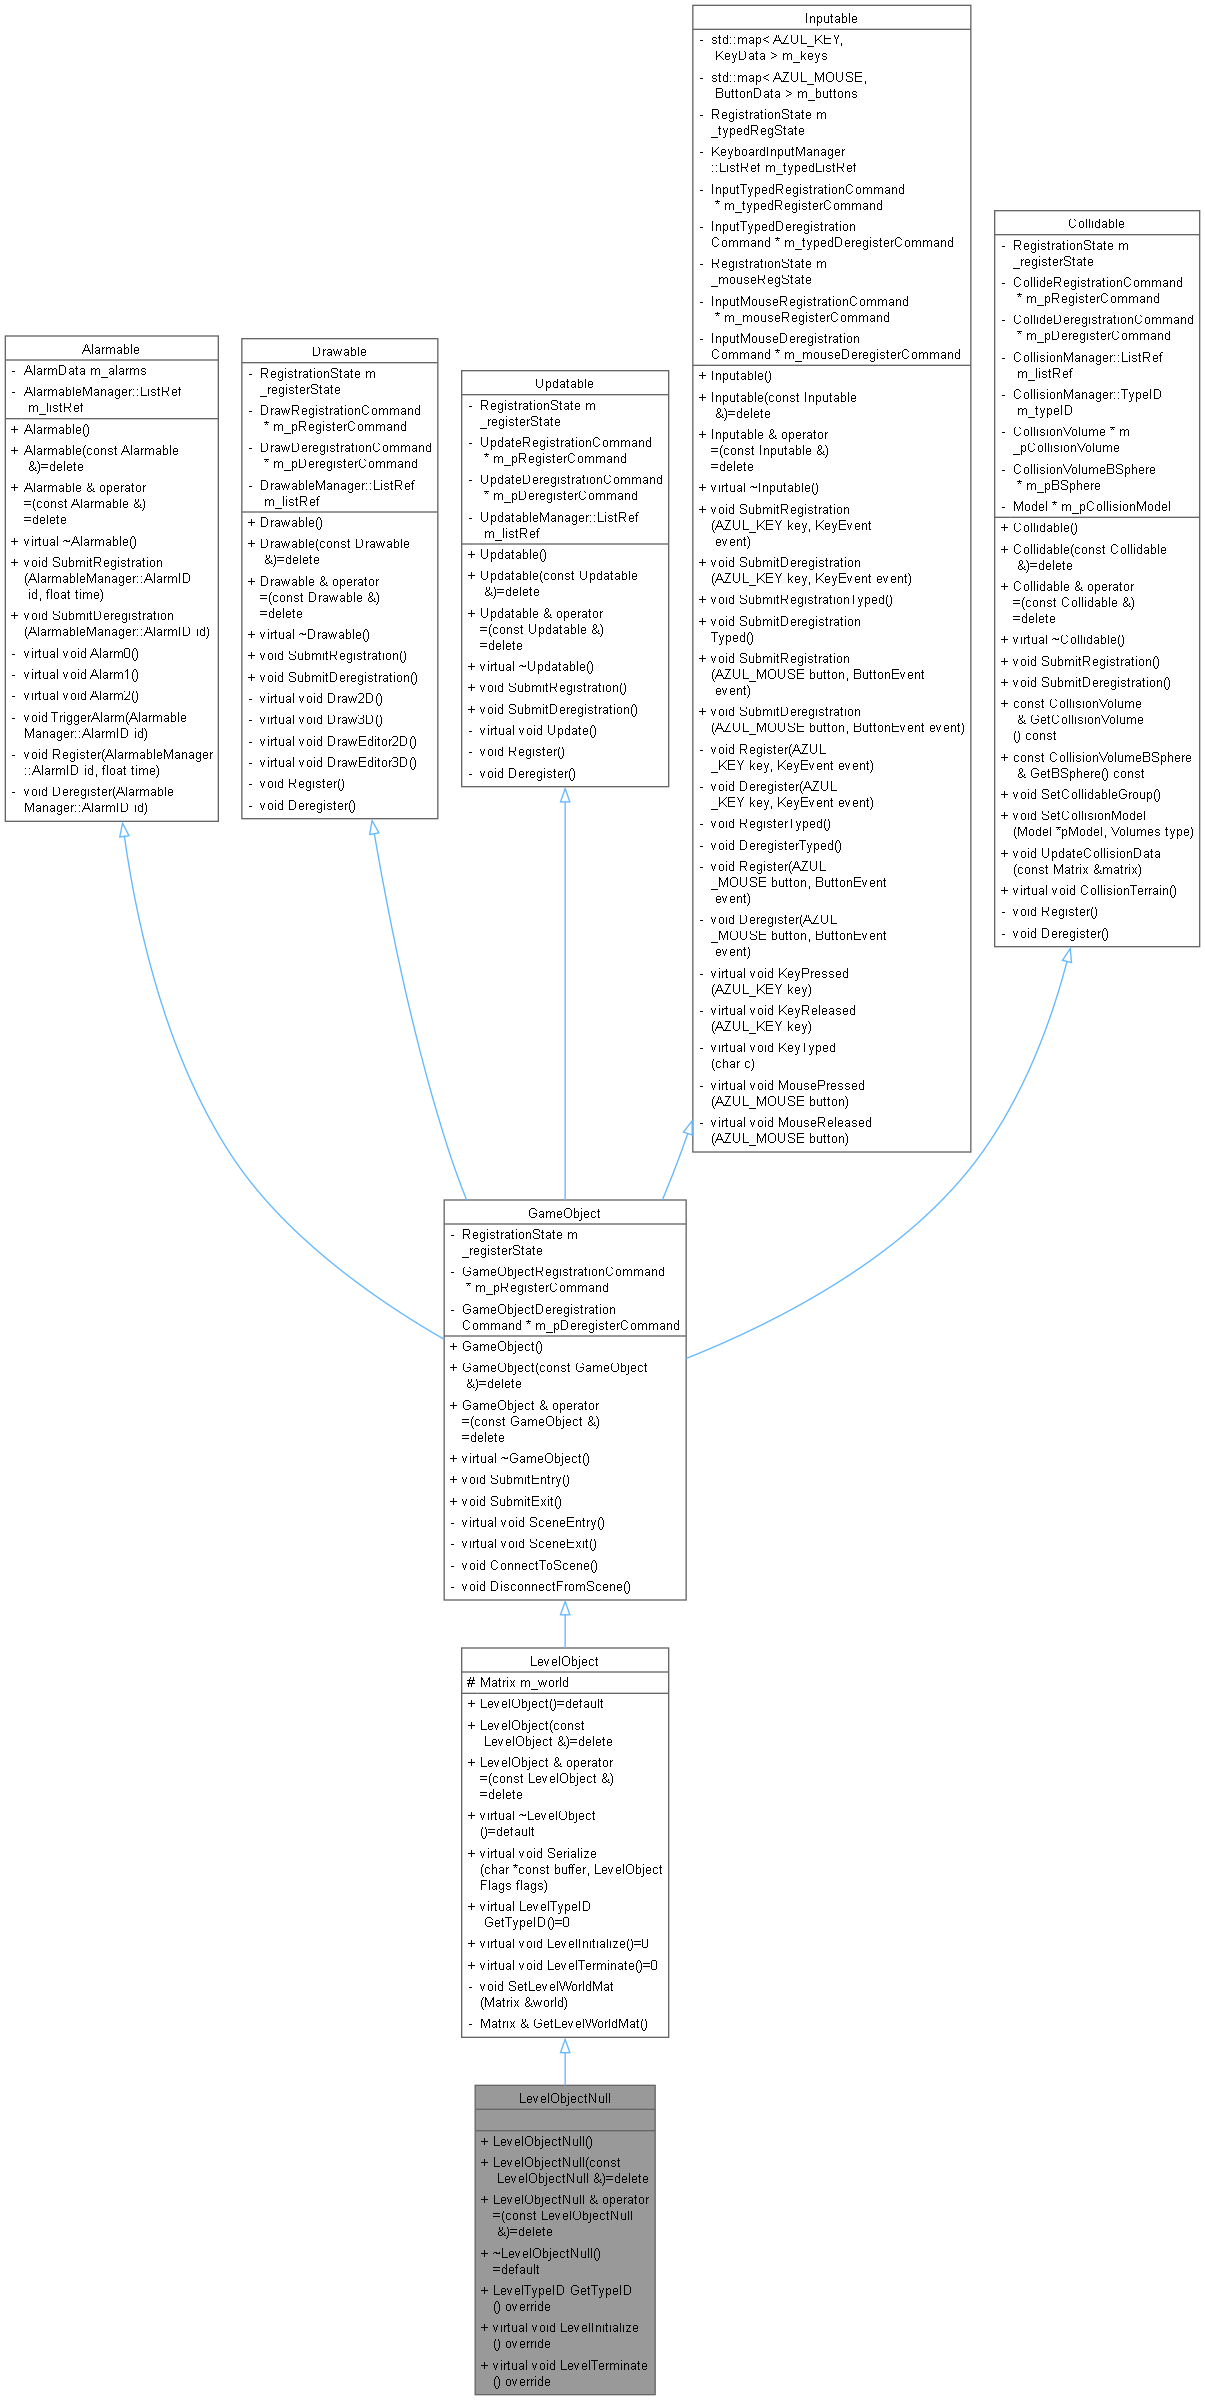 Inputable
- std::map< AZUL_KEY,
KeyData > m_keys
- std::map< AZUL_MOUSE,
ButtonData > m_buttons
- RegistrationState m
_typedRegState
- KeyboardInputManager
::ListRef m_typedListRef
- InputTypedRegistrationCommand
* m_typedRegisterCommand
- InputTypedDeregistration
Command * m_typedDeregisterCommand
- RegistrationState m
_mouseRegState
- InputMouseRegistrationCommand
* m_mouseRegisterCommand
- InputMouseDeregistration
Command * m_mouseDeregisterCommand
+ Inputable()
+ Inputable(const Inputable
&)=delete
+ Inputable & operator
=(const Inputable &)
=delete
+ virtual ~Inputable()
+ void SubmitRegistration
(AZUL_KEY key, KeyEvent
event)
+ void SubmitDeregistration
(AZUL_KEY key, KeyEvent event)
+ void SubmitRegistrationTyped()
+ void SubmitDeregistration
Typed()
+ void SubmitRegistration
(AZUL_MOUSE button, ButtonEvent
event)
+ void SubmitDeregistration
(AZUL_MOUSE button, ButtonEvent event)
- void Register(AZUL
_KEY key, KeyEvent event)
- void Deregister(AZUL
_KEY key, KeyEvent event)
- void RegisterTyped()
- void DeregisterTyped()
- void Register(AZUL
_MOUSE button, ButtonEvent
event)
- void Deregister(AZUL
_MOUSE button, ButtonEvent
event)
- virtual void KeyPressed
(AZUL_KEY key)
- virtual void KeyReleased
(AZUL_KEY key)
- virtual void KeyTyped
(char c)
- virtual void MousePressed
(AZUL_MOUSE button)
- virtual void MouseReleased
(AZUL_MOUSE button)
Collidable
- RegistrationState m
_registerState
- CollideRegistrationCommand
* m_pRegisterCommand
- CollideDeregistrationCommand
* m_pDeregisterCommand
- CollisionManager::ListRef
m_listRef
- CollisionManager::TypeID
m_typeID
- CollisionVolume * m
_pCollisionVolume
- CollisionVolumeBSphere
* m_pBSphere
- Model * m_pCollisionModel
+ Collidable()
+ Collidable(const Collidable
&)=delete
+ Collidable & operator
=(const Collidable &)
=delete
+ virtual ~Collidable()
+ void SubmitRegistration()
+ void SubmitDeregistration()
+ const CollisionVolume
& GetCollisionVolume
() const
+ const CollisionVolumeBSphere
& GetBSphere() const
+ void SetCollidableGroup()
+ void SetCollisionModel
(Model *pModel, Volumes type)
+ void UpdateCollisionData
(const Matrix &matrix)
+ virtual void CollisionTerrain()
- void Register()
- void Deregister()
Alarmable
- AlarmData m_alarms
- AlarmableManager::ListRef
m_listRef
+ Alarmable()
+ Alarmable(const Alarmable
&)=delete
+ Alarmable & operator
=(const Alarmable &)
=delete
+ virtual ~Alarmable()
+ void SubmitRegistration
(AlarmableManager::AlarmID
id, float time)
+ void SubmitDeregistration
(AlarmableManager::AlarmID id)
- virtual void Alarm0()
- virtual void Alarm1()
- virtual void Alarm2()
- void TriggerAlarm(Alarmable
Manager::AlarmID id)
- void Register(AlarmableManager
::AlarmID id, float time)
- void Deregister(Alarmable
Manager::AlarmID id)
Drawable
- RegistrationState m
_registerState
- DrawRegistrationCommand
* m_pRegisterCommand
- DrawDeregistrationCommand
* m_pDeregisterCommand
- DrawableManager::ListRef
m_listRef
+ Drawable()
+ Drawable(const Drawable
&)=delete
+ Drawable & operator
=(const Drawable &)
=delete
+ virtual ~Drawable()
+ void SubmitRegistration()
+ void SubmitDeregistration()
- virtual void Draw2D()
- virtual void Draw3D()
- virtual void DrawEditor2D()
- virtual void DrawEditor3D()
- void Register()
- void Deregister()
Updatable
- RegistrationState m
_registerState
- UpdateRegistrationCommand
* m_pRegisterCommand
- UpdateDeregistrationCommand
* m_pDeregisterCommand
- UpdatableManager::ListRef
m_listRef
+ Updatable()
+ Updatable(const Updatable
&)=delete
+ Updatable & operator
=(const Updatable &)
=delete
+ virtual ~Updatable()
+ void SubmitRegistration()
+ void SubmitDeregistration()
- virtual void Update()
- void Register()
- void Deregister()
GameObject
- RegistrationState m
_registerState
- GameObjectRegistrationCommand
* m_pRegisterCommand
- GameObjectDeregistration
Command * m_pDeregisterCommand
+ GameObject()
+ GameObject(const GameObject
&)=delete
+ GameObject & operator
=(const GameObject &)
=delete
+ virtual ~GameObject()
+ void SubmitEntry()
+ void SubmitExit()
- virtual void SceneEntry()
- virtual void SceneExit()
- void ConnectToScene()
- void DisconnectFromScene()
LevelObject
# Matrix m_world
+ LevelObject()=default
+ LevelObject(const
LevelObject &)=delete
+ LevelObject & operator
=(const LevelObject &)
=delete
+ virtual ~LevelObject
()=default
+ virtual void Serialize
(char *const buffer, LevelObject
Flags flags)
+ virtual LevelTypeID
GetTypeID()=0
+ virtual void LevelInitialize()=0
+ virtual void LevelTerminate()=0
- void SetLevelWorldMat
(Matrix &world)
- Matrix & GetLevelWorldMat()
LevelObjectNull
+ LevelObjectNull()
+ LevelObjectNull(const
LevelObjectNull &)=delete
+ LevelObjectNull & operator
=(const LevelObjectNull
&)=delete
+ ~LevelObjectNull()
=default
+ LevelTypeID GetTypeID
() override
+ virtual void LevelInitialize
() override
+ virtual void LevelTerminate
() override